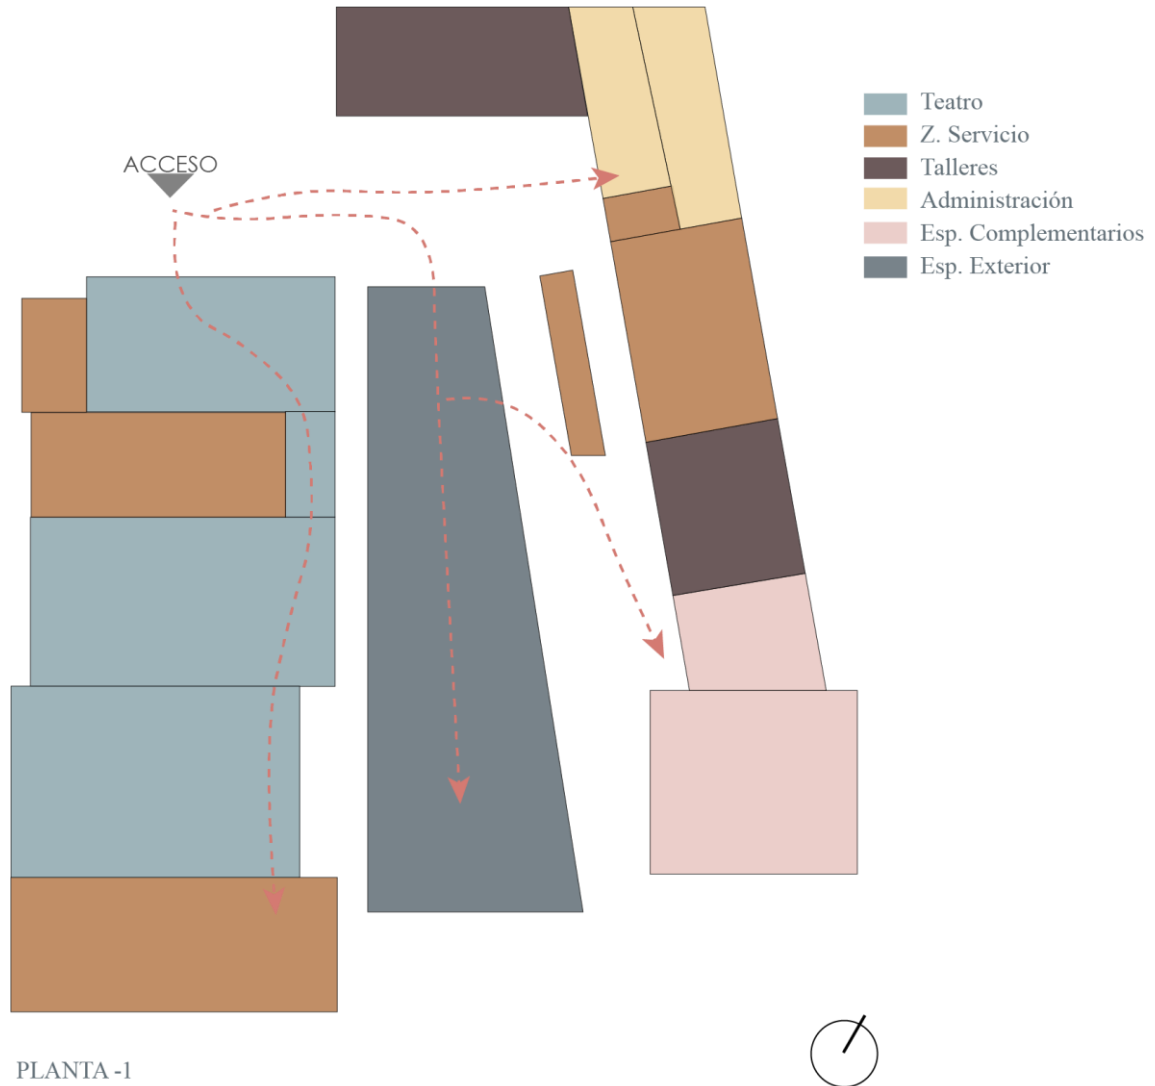 Teatro
Z. Servicio
Talleres
ACCESO
Administración
Esp. Complementarios
Esp. Exterior
PLANTA -1